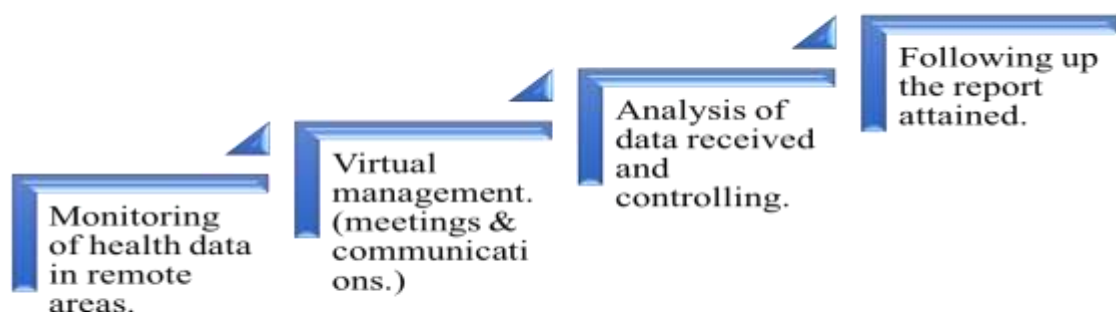 Monitoring
of health data
in remote
areas.
Virtual
management.
(meetings &
communicati
ons.)
Analysis of
data received
and
controlling.
Following up
the report
attained.